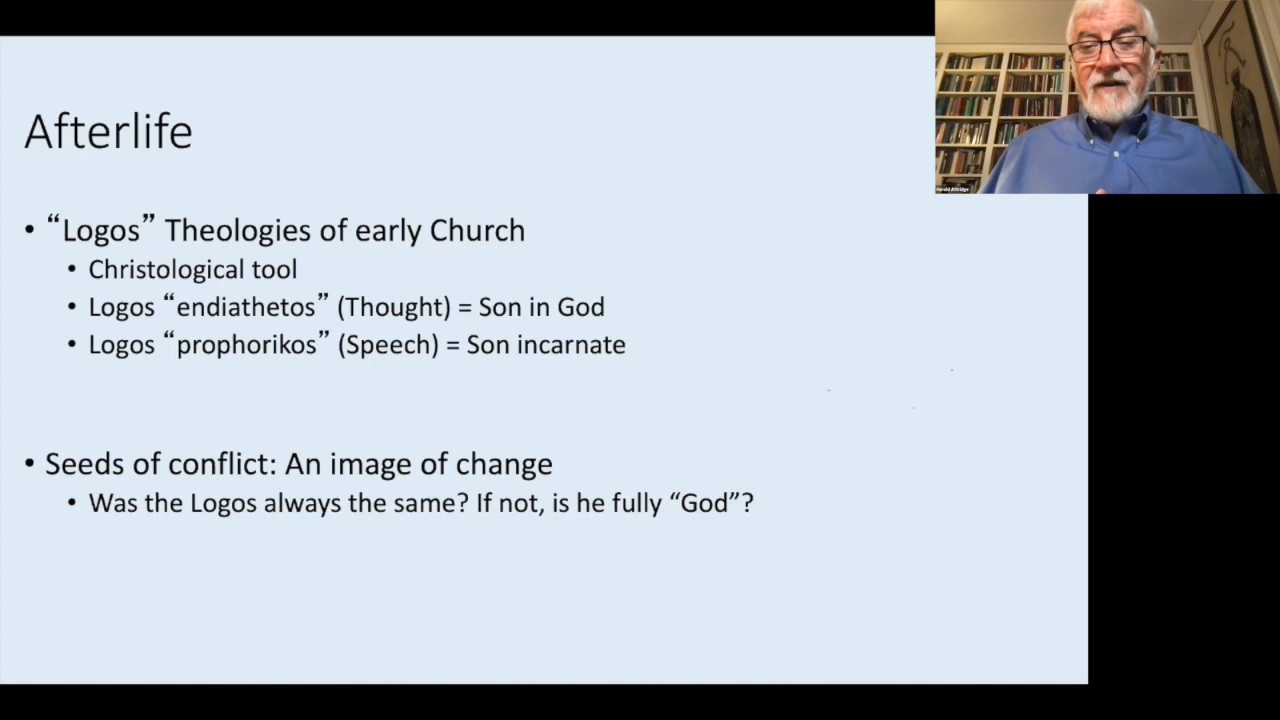 Afterlife
• “Logos” Theologies of early Church
• Christological tool
• Logos “endiathetos” (Thought) = Son in God
• Logos “prophorikos” (Speech) = Son incarnate
• Seeds of conflict: An image of change
• Was the Logos always the same? If not, is he fully “God”?
Harold Attridge